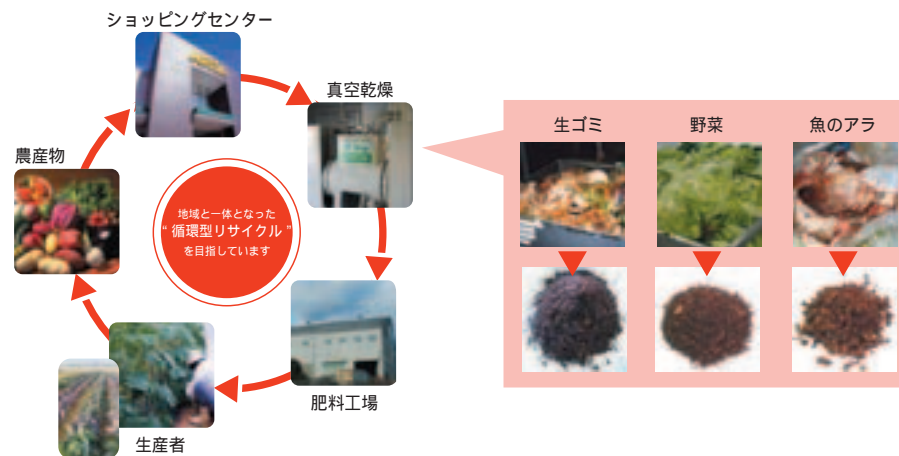 ショッピングセンター
真空乾燥
農産物
地域と一体となった
“ 循環型リサイクル ”
を目指しています
肥料工場
生産者
生ゴミ
野菜
魚のアラ